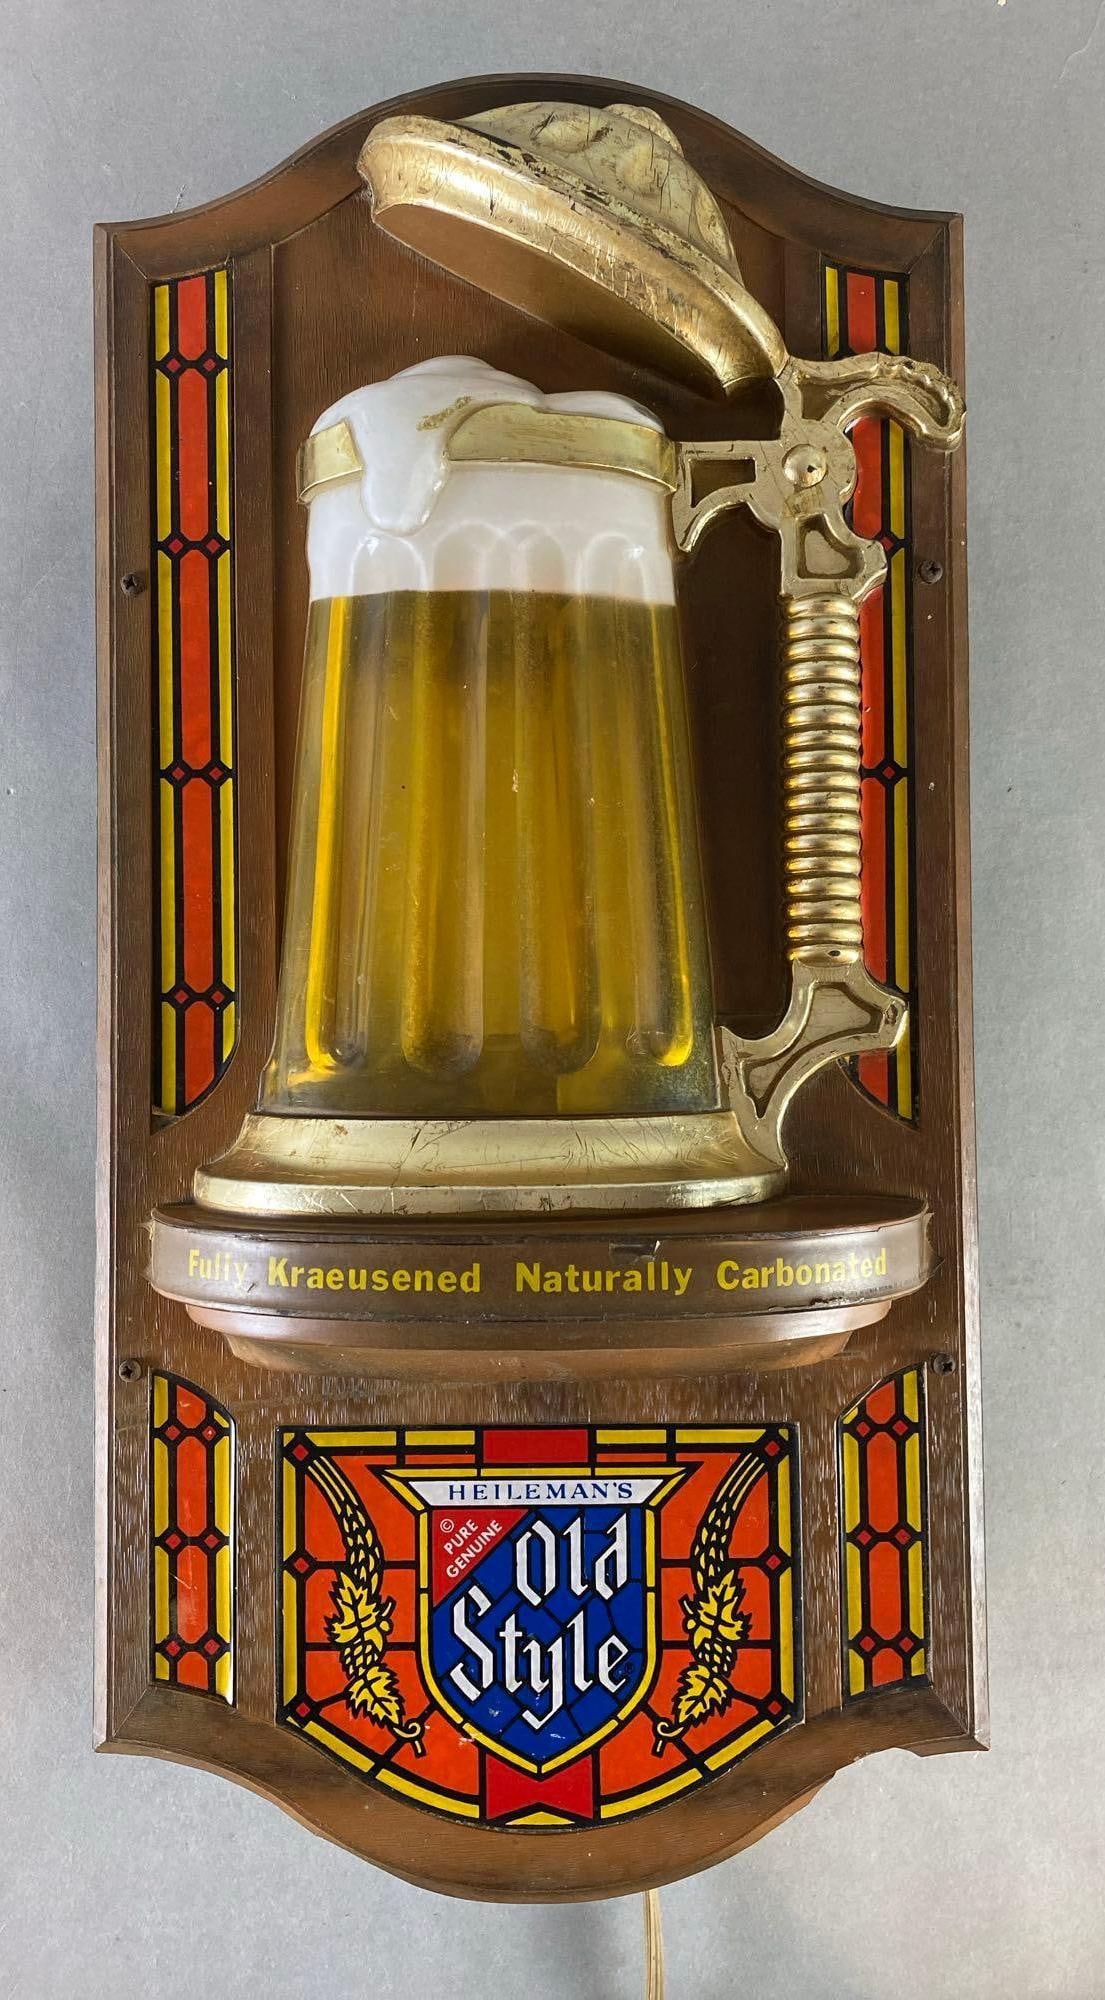 Fully Kraeusened Naturally Carbonated
HEILEMAN'S
©
PURE
GENUINE
Old
Style®